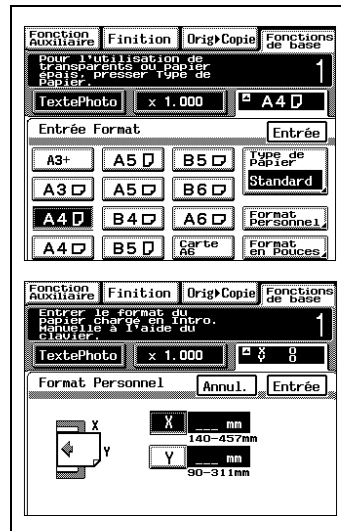 Fonction Auxiliaire Finition Orig▸Copie Fonctions de base
Pour l'utilisation de
transparents ou papier
épais, presser Type de
Papier.
1
TextePhoto x 1.000 A4
Entrée Format Entrée
A3+ A5 B5 Type de Papier
A3 A5 B6 Standard
A4 B4 A6 Format Personnel
A4 B5 Carte A6 Format en Pouces
Fonction Auxiliaire Finition Orig▸Copie Fonctions de base
Entrer le format du
papier chargé en Intro.
Manuelle à l'aide du
clavier.
1
TextePhoto x 1.000 X 0 Y 0
Format Personnel Annul. Entrée
X X ___ mm
140-457mm
Y Y ___ mm
90-311mm